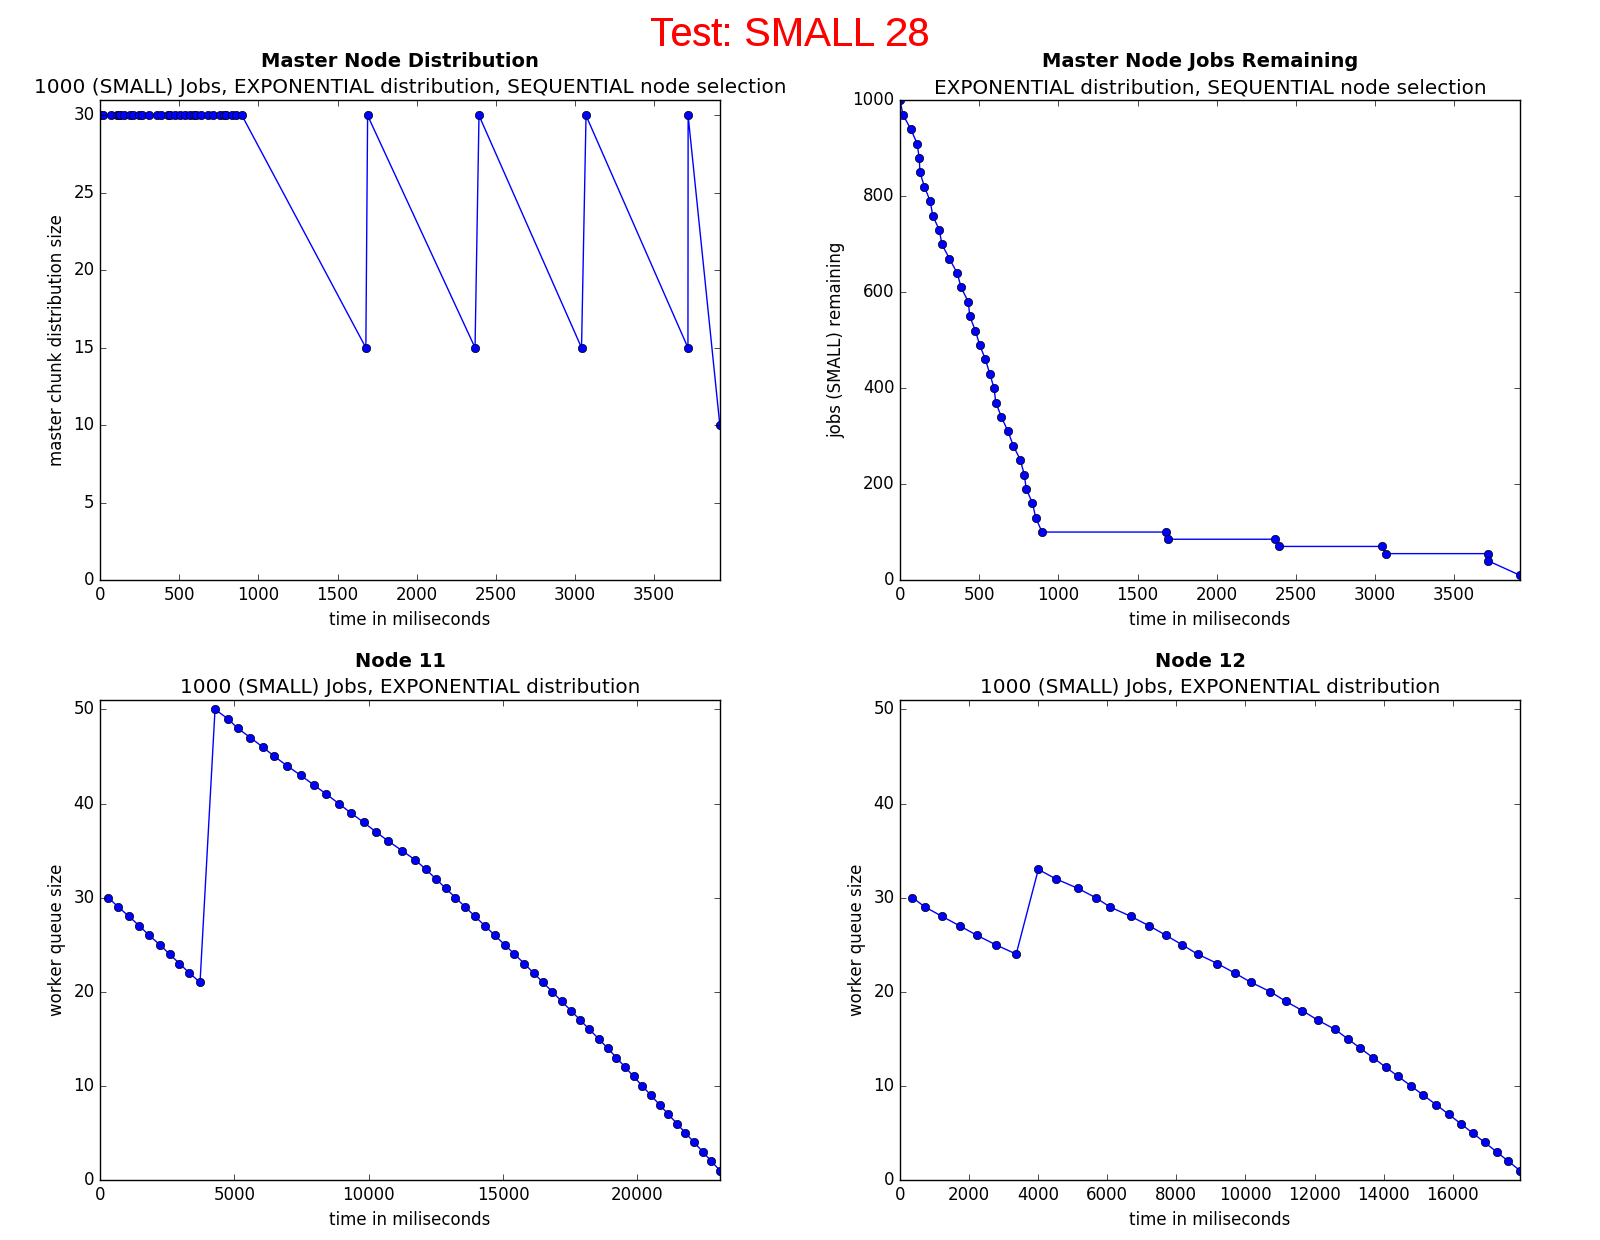 Test: SMALL 28
Master Node Distribution
1000 (SMALL) Jobs, EXPONENTIAL distribution, SEQUENTIAL node selection
30
25
20
15
10
5
0
master chunk distribution size
0 500 1000 1500 2000 2500 3000 3500
time in miliseconds
Master Node Jobs Remaining
EXPONENTIAL distribution, SEQUENTIAL node selection
1000
800
600
400
200
0
jobs (SMALL) remaining
0 500 1000 1500 2000 2500 3000 3500
time in miliseconds
Node 11
1000 (SMALL) Jobs, EXPONENTIAL distribution
50
40
30
20
10
0
worker queue size
0 5000 10000 15000 20000
time in miliseconds
Node 12
1000 (SMALL) Jobs, EXPONENTIAL distribution
50
40
30
20
10
0
worker queue size
0 2000 4000 6000 8000 10000 12000 14000 16000
time in miliseconds